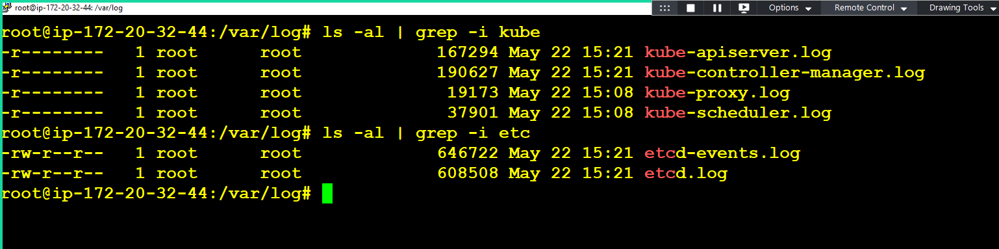 root@ip-172-20-32-44: /var/log
Options Remote Control Drawing Tools
root@ip-172-20-32-44:/var/log# ls -al | grep -i kube
-r-------- 1 root root 167294 May 22 15:21 kube-apiserver.log
-r-------- 1 root root 190627 May 22 15:21 kube-controller-manager.log
-r-------- 1 root root 19173 May 22 15:08 kube-proxy.log
-r-------- 1 root root 37901 May 22 15:08 kube-scheduler.log
root@ip-172-20-32-44:/var/log# ls -al | grep -i etc
-rw-r--r-- 1 root root 646722 May 22 15:21 etcd-events.log
-rw-r--r-- 1 root root 608508 May 22 15:21 etcd.log
root@ip-172-20-32-44:/var/log#